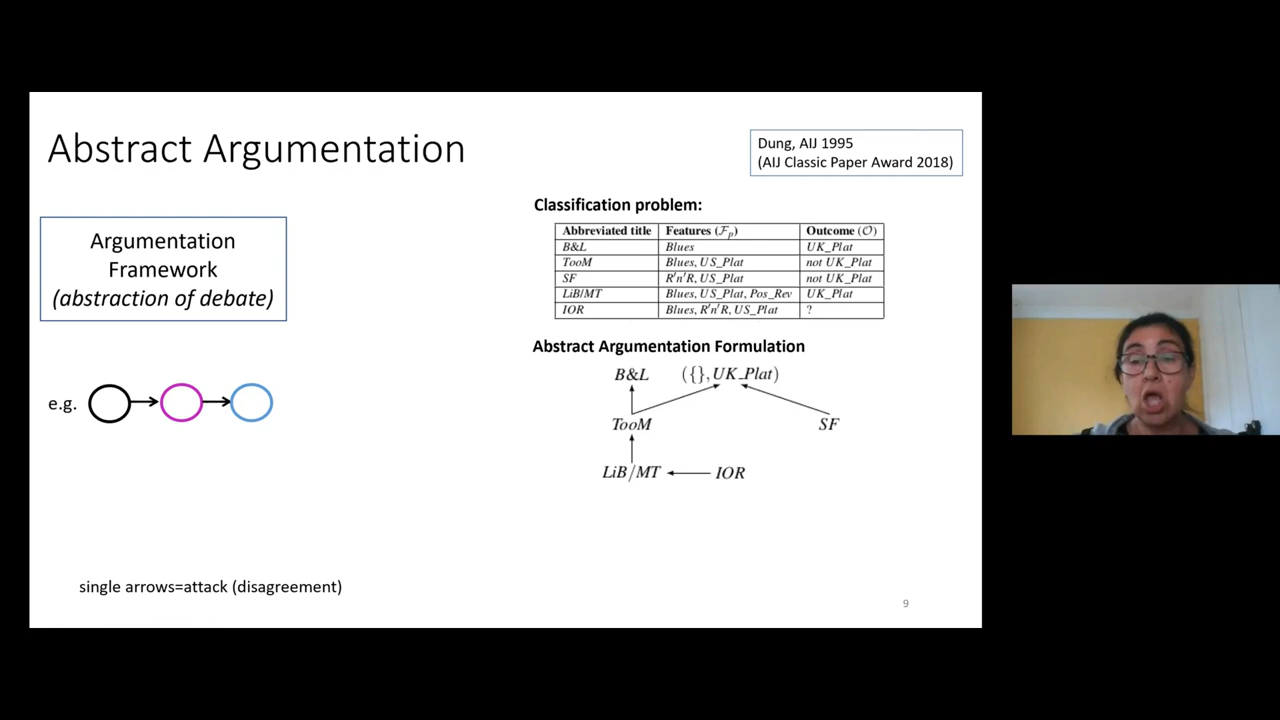 Abstract Argumentation
Dung, AIJ 1995
(AIJ Classic Paper Award 2018)
Argumentation
Framework
(abstraction of debate)
e.g.
single arrows=attack (disagreement)
Classification problem:
Abbreviated title Features (ℱp) Outcome (𝒪)
B&L Blues UK_Plat
TooM Blues, US_Plat not UK_Plat
SF R'n'R, US_Plat not UK_Plat
LiB/MT Blues, US_Plat, Pos_Rev UK_Plat
IOR Blues, R'n'R, US_Plat ?
Abstract Argumentation Formulation
B&L ({}, UK_Plat)
TooM SF
LiB/MT IOR
9